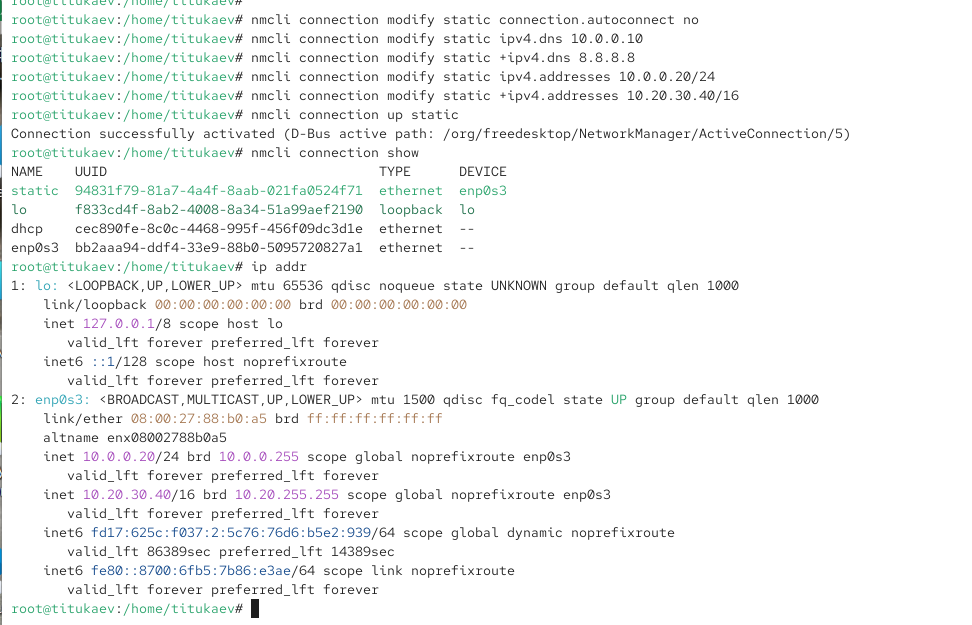 root@titukaev:/home/titukaev#
root@titukaev:/home/titukaev# nmcli connection modify static connection.autoconnect no
root@titukaev:/home/titukaev# nmcli connection modify static ipv4.dns 10.0.0.10
root@titukaev:/home/titukaev# nmcli connection modify static +ipv4.dns 8.8.8.8
root@titukaev:/home/titukaev# nmcli connection modify static ipv4.addresses 10.0.0.20/24
root@titukaev:/home/titukaev# nmcli connection modify static +ipv4.addresses 10.20.30.40/16
root@titukaev:/home/titukaev# nmcli connection up static
Connection successfully activated (D-Bus active path: /org/freedesktop/NetworkManager/ActiveConnection/5)
root@titukaev:/home/titukaev# nmcli connection show
NAME    UUID                                  TYPE      DEVICE
static  94831f79-81a7-4a4f-8aab-021fa0524f71  ethernet  enp0s3
lo      f833cd4f-8ab2-4008-8a34-51a99aef2190  loopback  lo
dhcp    cec890fe-8c0c-4468-995f-456f09dc3d1e  ethernet  --
enp0s3  bb2aaa94-ddf4-33e9-88b0-5095720827a1  ethernet  --
root@titukaev:/home/titukaev# ip addr
1: lo: <LOOPBACK,UP,LOWER_UP> mtu 65536 qdisc noqueue state UNKNOWN group default qlen 1000
    link/loopback 00:00:00:00:00:00 brd 00:00:00:00:00:00
    inet 127.0.0.1/8 scope host lo
       valid_lft forever preferred_lft forever
    inet6 ::1/128 scope host noprefixroute
       valid_lft forever preferred_lft forever
2: enp0s3: <BROADCAST,MULTICAST,UP,LOWER_UP> mtu 1500 qdisc fq_codel state UP group default qlen 1000
    link/ether 08:00:27:88:b0:a5 brd ff:ff:ff:ff:ff:ff
    altname enx08002788b0a5
    inet 10.0.0.20/24 brd 10.0.0.255 scope global noprefixroute enp0s3
       valid_lft forever preferred_lft forever
    inet 10.20.30.40/16 brd 10.20.255.255 scope global noprefixroute enp0s3
       valid_lft forever preferred_lft forever
    inet6 fd17:625c:f037:2:5c76:76d6:b5e2:939/64 scope global dynamic noprefixroute
       valid_lft 86389sec preferred_lft 14389sec
    inet6 fe80::8700:6fb5:7b86:e3ae/64 scope link noprefixroute
       valid_lft forever preferred_lft forever
root@titukaev:/home/titukaev#